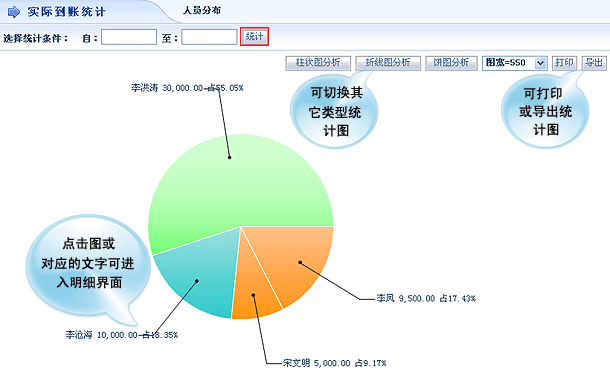 实际到账统计
人员分布
选择统计条件： 自： 至： 统计
柱状图分析 折线图分析 饼图分析 图宽=550 打印 导出
李洪涛 30,000.00 占55.05%
可切换其
它类型统
计图
可打印
或导出统
计图
点击图或
对应的文字可进
入明细界面
李凤 9,500.00 占17.43%
李沧海 10,000.00 占18.35%
宋文明 5,000.00 占9.17%